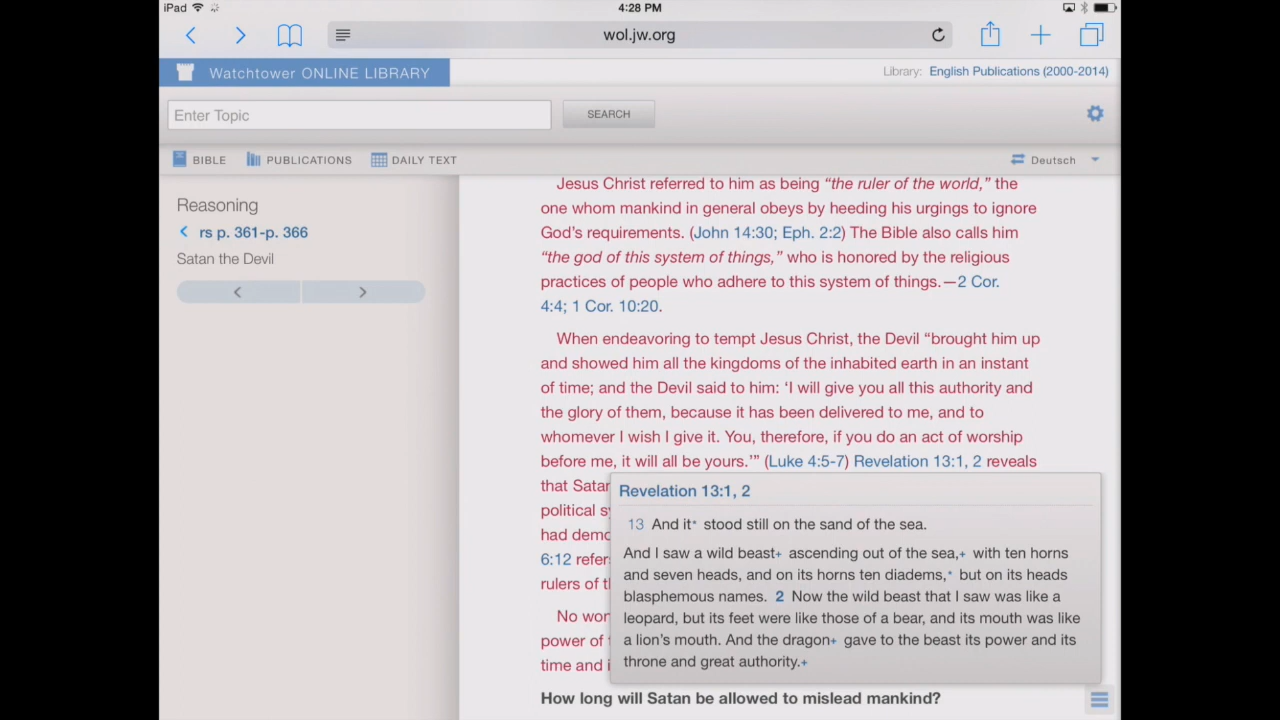 iPad
4:28 PM
wol.jw.org
Watchtower ONLINE LIBRARY
Library: English Publications (2000-2014)
Enter Topic
SEARCH
BIBLE PUBLICATIONS DAILY TEXT
Deutsch
Reasoning
rs p. 361-p. 366
Satan the Devil
Jesus Christ referred to him as being “the ruler of the world,” the
one whom mankind in general obeys by heeding his urgings to ignore
God’s requirements. (John 14:30; Eph. 2:2) The Bible also calls him
“the god of this system of things,” who is honored by the religious
practices of people who adhere to this system of things.—2 Cor.
4:4; 1 Cor. 10:20.
When endeavoring to tempt Jesus Christ, the Devil “brought him up
and showed him all the kingdoms of the inhabited earth in an instant
of time; and the Devil said to him: ‘I will give you all this authority and
the glory of them, because it has been delivered to me, and to
whomever I wish I give it. You, therefore, if you do an act of worship
before me, it will all be yours.’” (Luke 4:5-7) Revelation 13:1, 2 reveals
that Satan
political s
had demo
6:12 refer
rulers of t
No won
power of
time and i
Revelation 13:1, 2
13 And it* stood still on the sand of the sea.
And I saw a wild beast+ ascending out of the sea,+ with ten horns
and seven heads, and on its horns ten diadems,* but on its heads
blasphemous names. 2 Now the wild beast that I saw was like a
leopard, but its feet were like those of a bear, and its mouth was like
a lion’s mouth. And the dragon+ gave to the beast its power and its
throne and great authority.+
How long will Satan be allowed to mislead mankind?